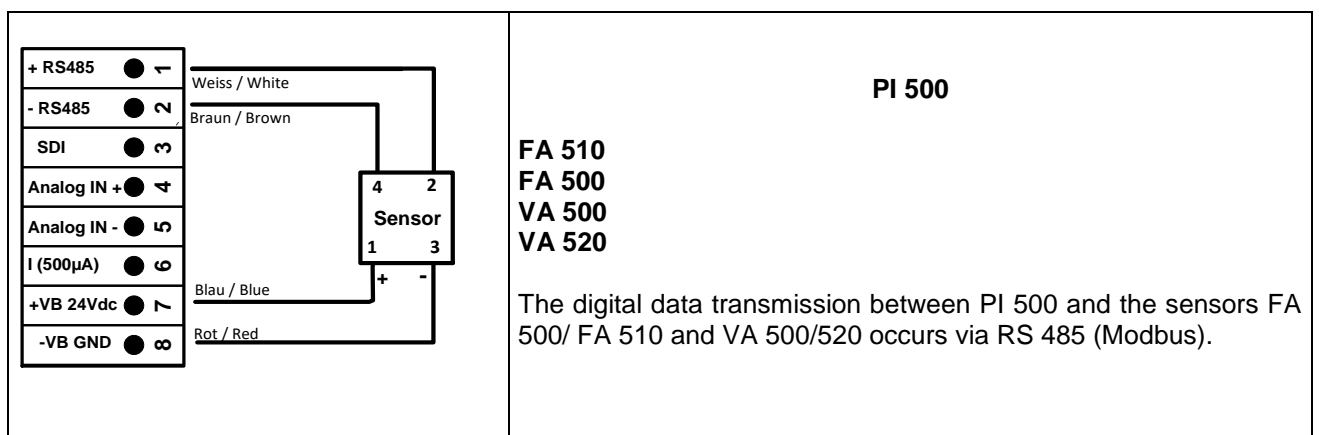 + RS485 1
- RS485 2
SDI 3
Analog IN + 4
Analog IN - 5
I (500µA) 6
+VB 24Vdc 7
-VB GND 8
Weiss / White
Braun / Brown
4 2
Sensor
1 3
+ -
Blau / Blue
Rot / Red
PI 500
FA 510
FA 500
VA 500
VA 520
The digital data transmission between PI 500 and the sensors FA
500/ FA 510 and VA 500/520 occurs via RS 485 (Modbus).